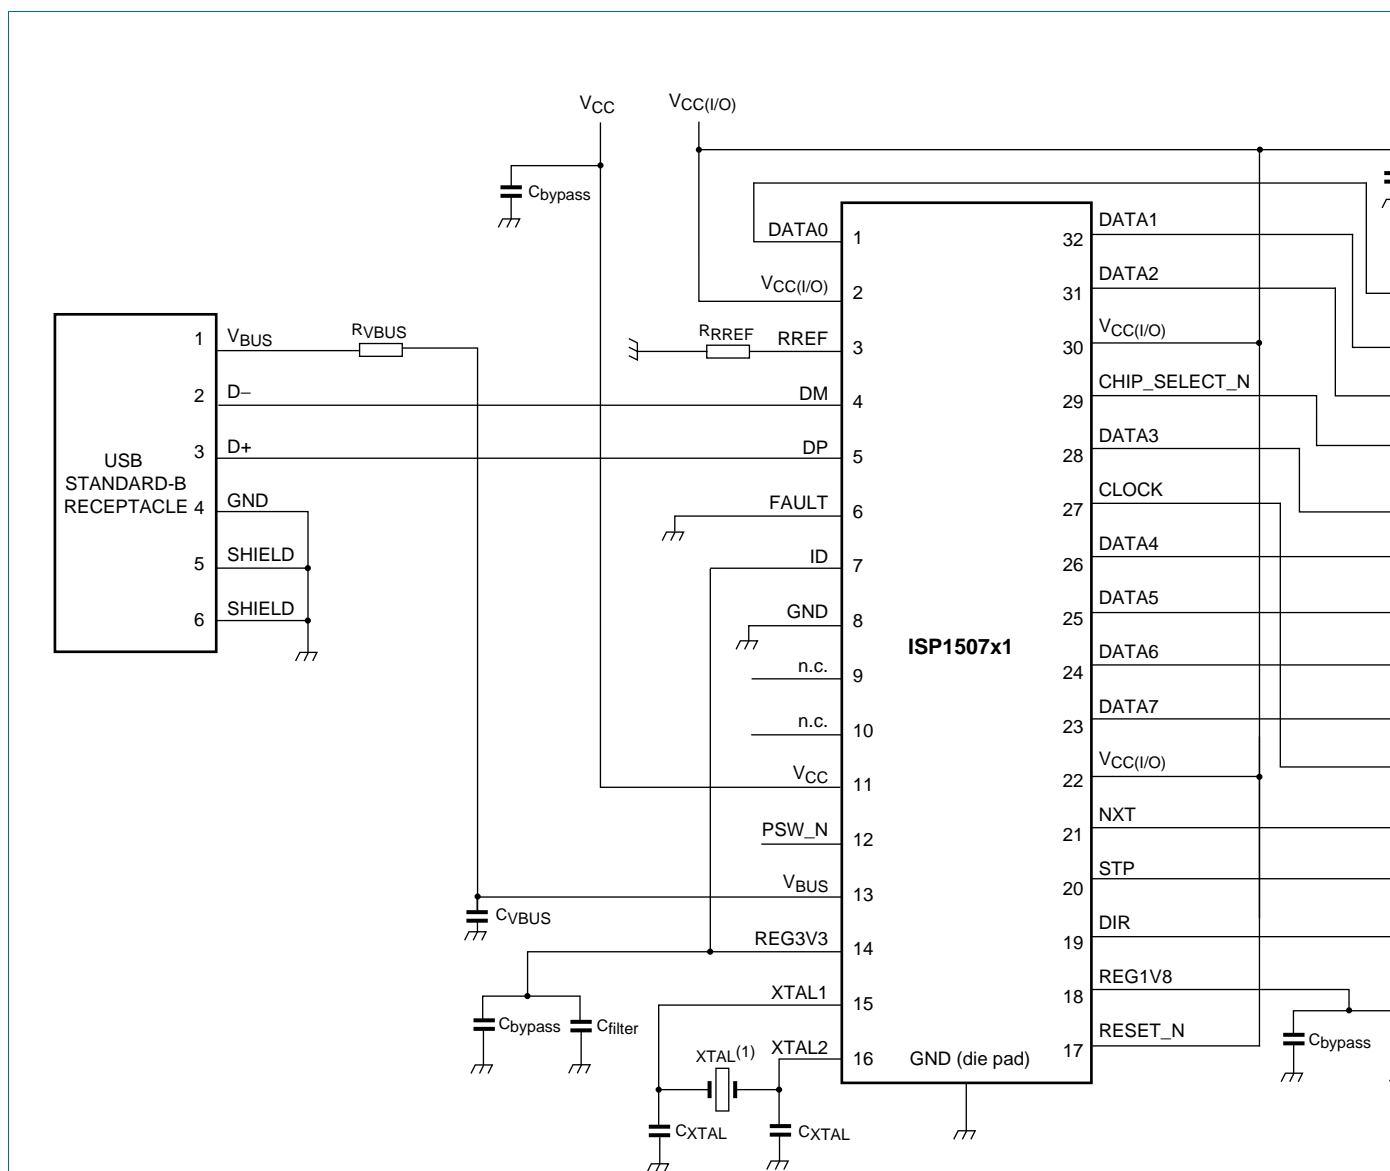 VCC
VCC(I/O)
Cbypass
DATA0
1
32
DATA1
VCC(I/O)
2
31
DATA2
1
VBUS
RVBUS
RRREF
RREF
3
30
VCC(I/O)
2
D−
DM
4
29
CHIP_SELECT_N
3
D+
DP
5
28
DATA3
USB
STANDARD-B
RECEPTACLE
4
GND
FAULT
6
27
CLOCK
5
SHIELD
ID
7
26
DATA4
6
SHIELD
GND
8
25
DATA5
ISP1507x1
n.c.
9
24
DATA6
n.c.
10
23
DATA7
VCC
11
22
VCC(I/O)
PSW_N
12
21
NXT
VBUS
13
20
STP
CVBUS
REG3V3
14
19
DIR
XTAL1
15
18
REG1V8
Cbypass
Cfilter
XTAL2
16
17
RESET_N
XTAL(1)
GND (die pad)
Cbypass
CXTAL
CXTAL